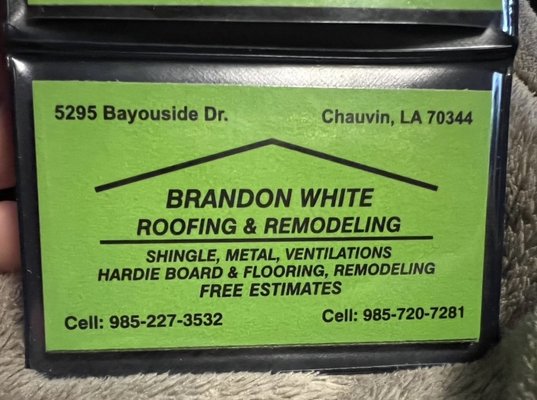 5295 Bayouside Dr. Chauvin, LA 70344
BRANDON WHITE
ROOFING & REMODELING
SHINGLE, METAL, VENTILATIONS
HARDIE BOARD & FLOORING, REMODELING
FREE ESTIMATES
Cell: 985-227-3532 Cell: 985-720-7281